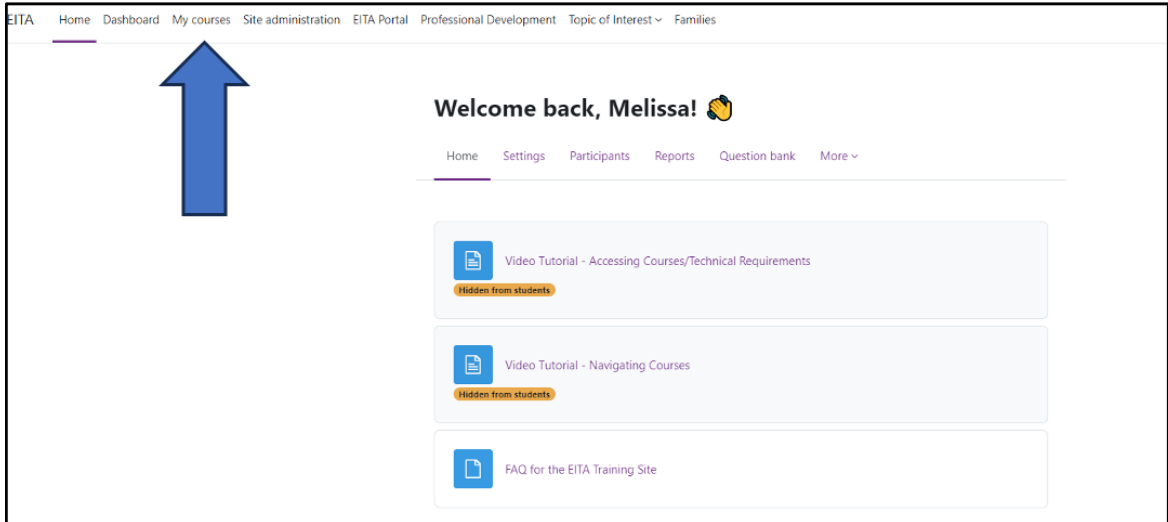 EITA Home Dashboard My courses Site administration EITA Portal Professional Development Topic of Interest Families
Welcome back, Melissa!
Home Settings Participants Reports Question bank More
Video Tutorial - Accessing Courses/Technical Requirements
Hidden from students
Video Tutorial - Navigating Courses
Hidden from students
FAQ for the EITA Training Site